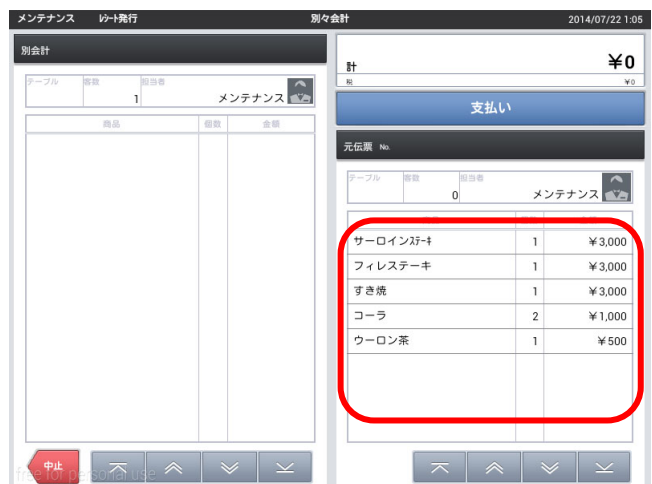 メンテナンス ﾚｼｰﾄ発行 別々会計 2014/07/22 1:05
別会計
テーブル 客数 担当者
1 メンテナンス
商品 個数 金額
中止
free for personal use
計 ¥0
税 ¥0
支払い
元伝票 No.
テーブル 客数 担当者
0 メンテナンス
サーロインｽﾃｰｷ 1 ¥3,000
フィレステーキ 1 ¥3,000
すき焼 1 ¥3,000
コーラ 2 ¥1,000
ウーロン茶 1 ¥500